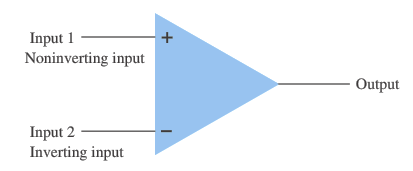 Input 1
Noninverting input
+
Output
Input 2
−
Inverting input